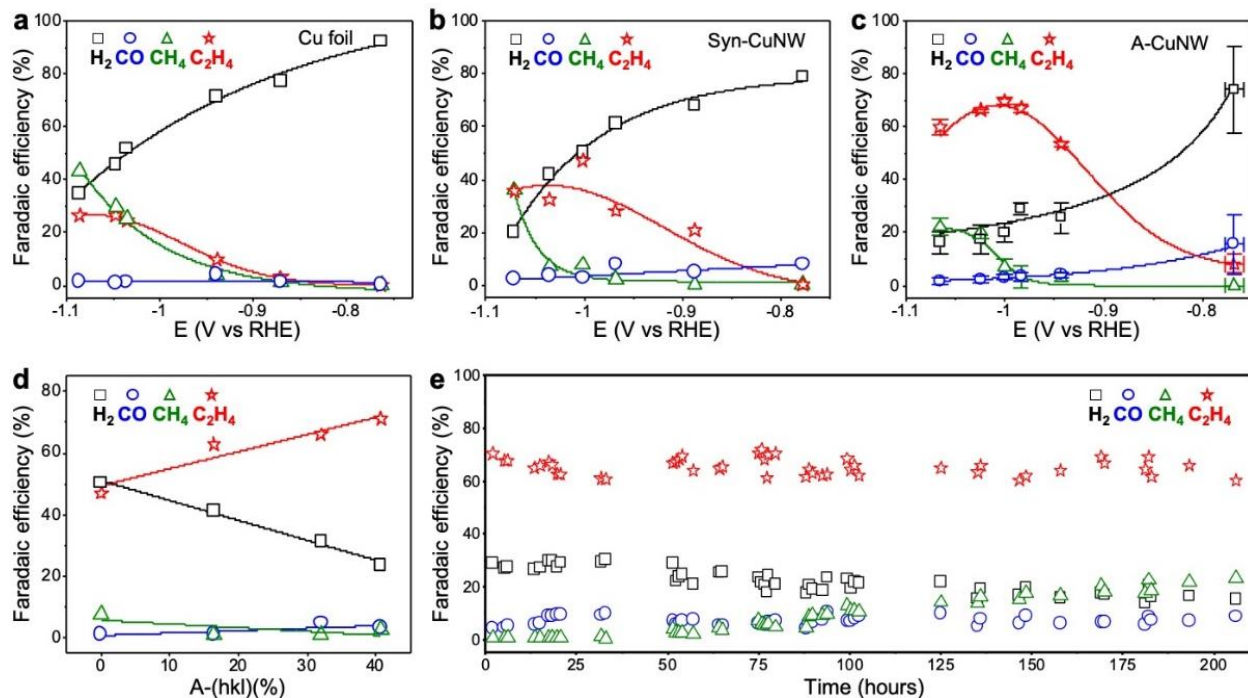 a
Cu foil
H₂ CO CH₄ C₂H₄
Faradaic efficiency (%)
100
80
60
40
20
0
-1.1 -1 -0.9 -0.8
E (V vs RHE)
b
Syn-CuNW
H₂ CO CH₄ C₂H₄
Faradaic efficiency (%)
100
80
60
40
20
0
-1.1 -1 -0.9 -0.8
E (V vs RHE)
c
A-CuNW
H₂ CO CH₄ C₂H₄
Faradaic efficiency (%)
100
80
60
40
20
0
-1.1 -1 -0.9 -0.8
E (V vs RHE)
d
H₂ CO CH₄ C₂H₄
Faradaic efficiency (%)
80
60
40
20
0
0 10 20 30 40
A-(hkl)(%)
e
H₂ CO CH₄ C₂H₄
Faradaic efficiency (%)
100
80
60
40
20
0
0 25 50 75 100 125 150 175 200
Time (hours)